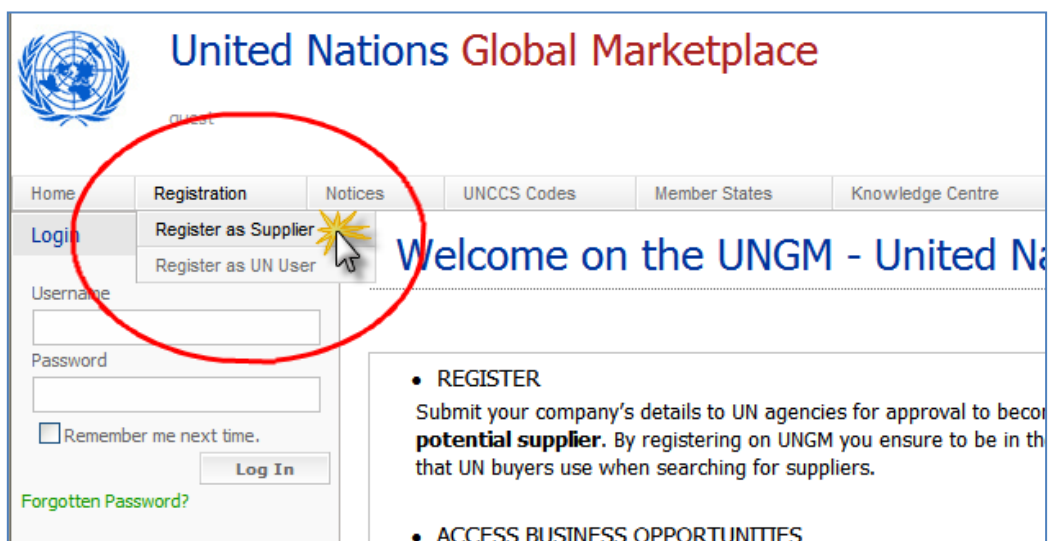 United Nations Global Marketplace
guest
Home Registration Notices UNCCS Codes Member States Knowledge Centre
Login
Register as Supplier
Register as UN User
Welcome on the UNGM - United Na
Username
Password
Remember me next time.
Log In
Forgotten Password?
• REGISTER
Submit your company's details to UN agencies for approval to becor
potential supplier. By registering on UNGM you ensure to be in th
that UN buyers use when searching for suppliers.
• ACCESS BUSINESS OPPORTUNITIES